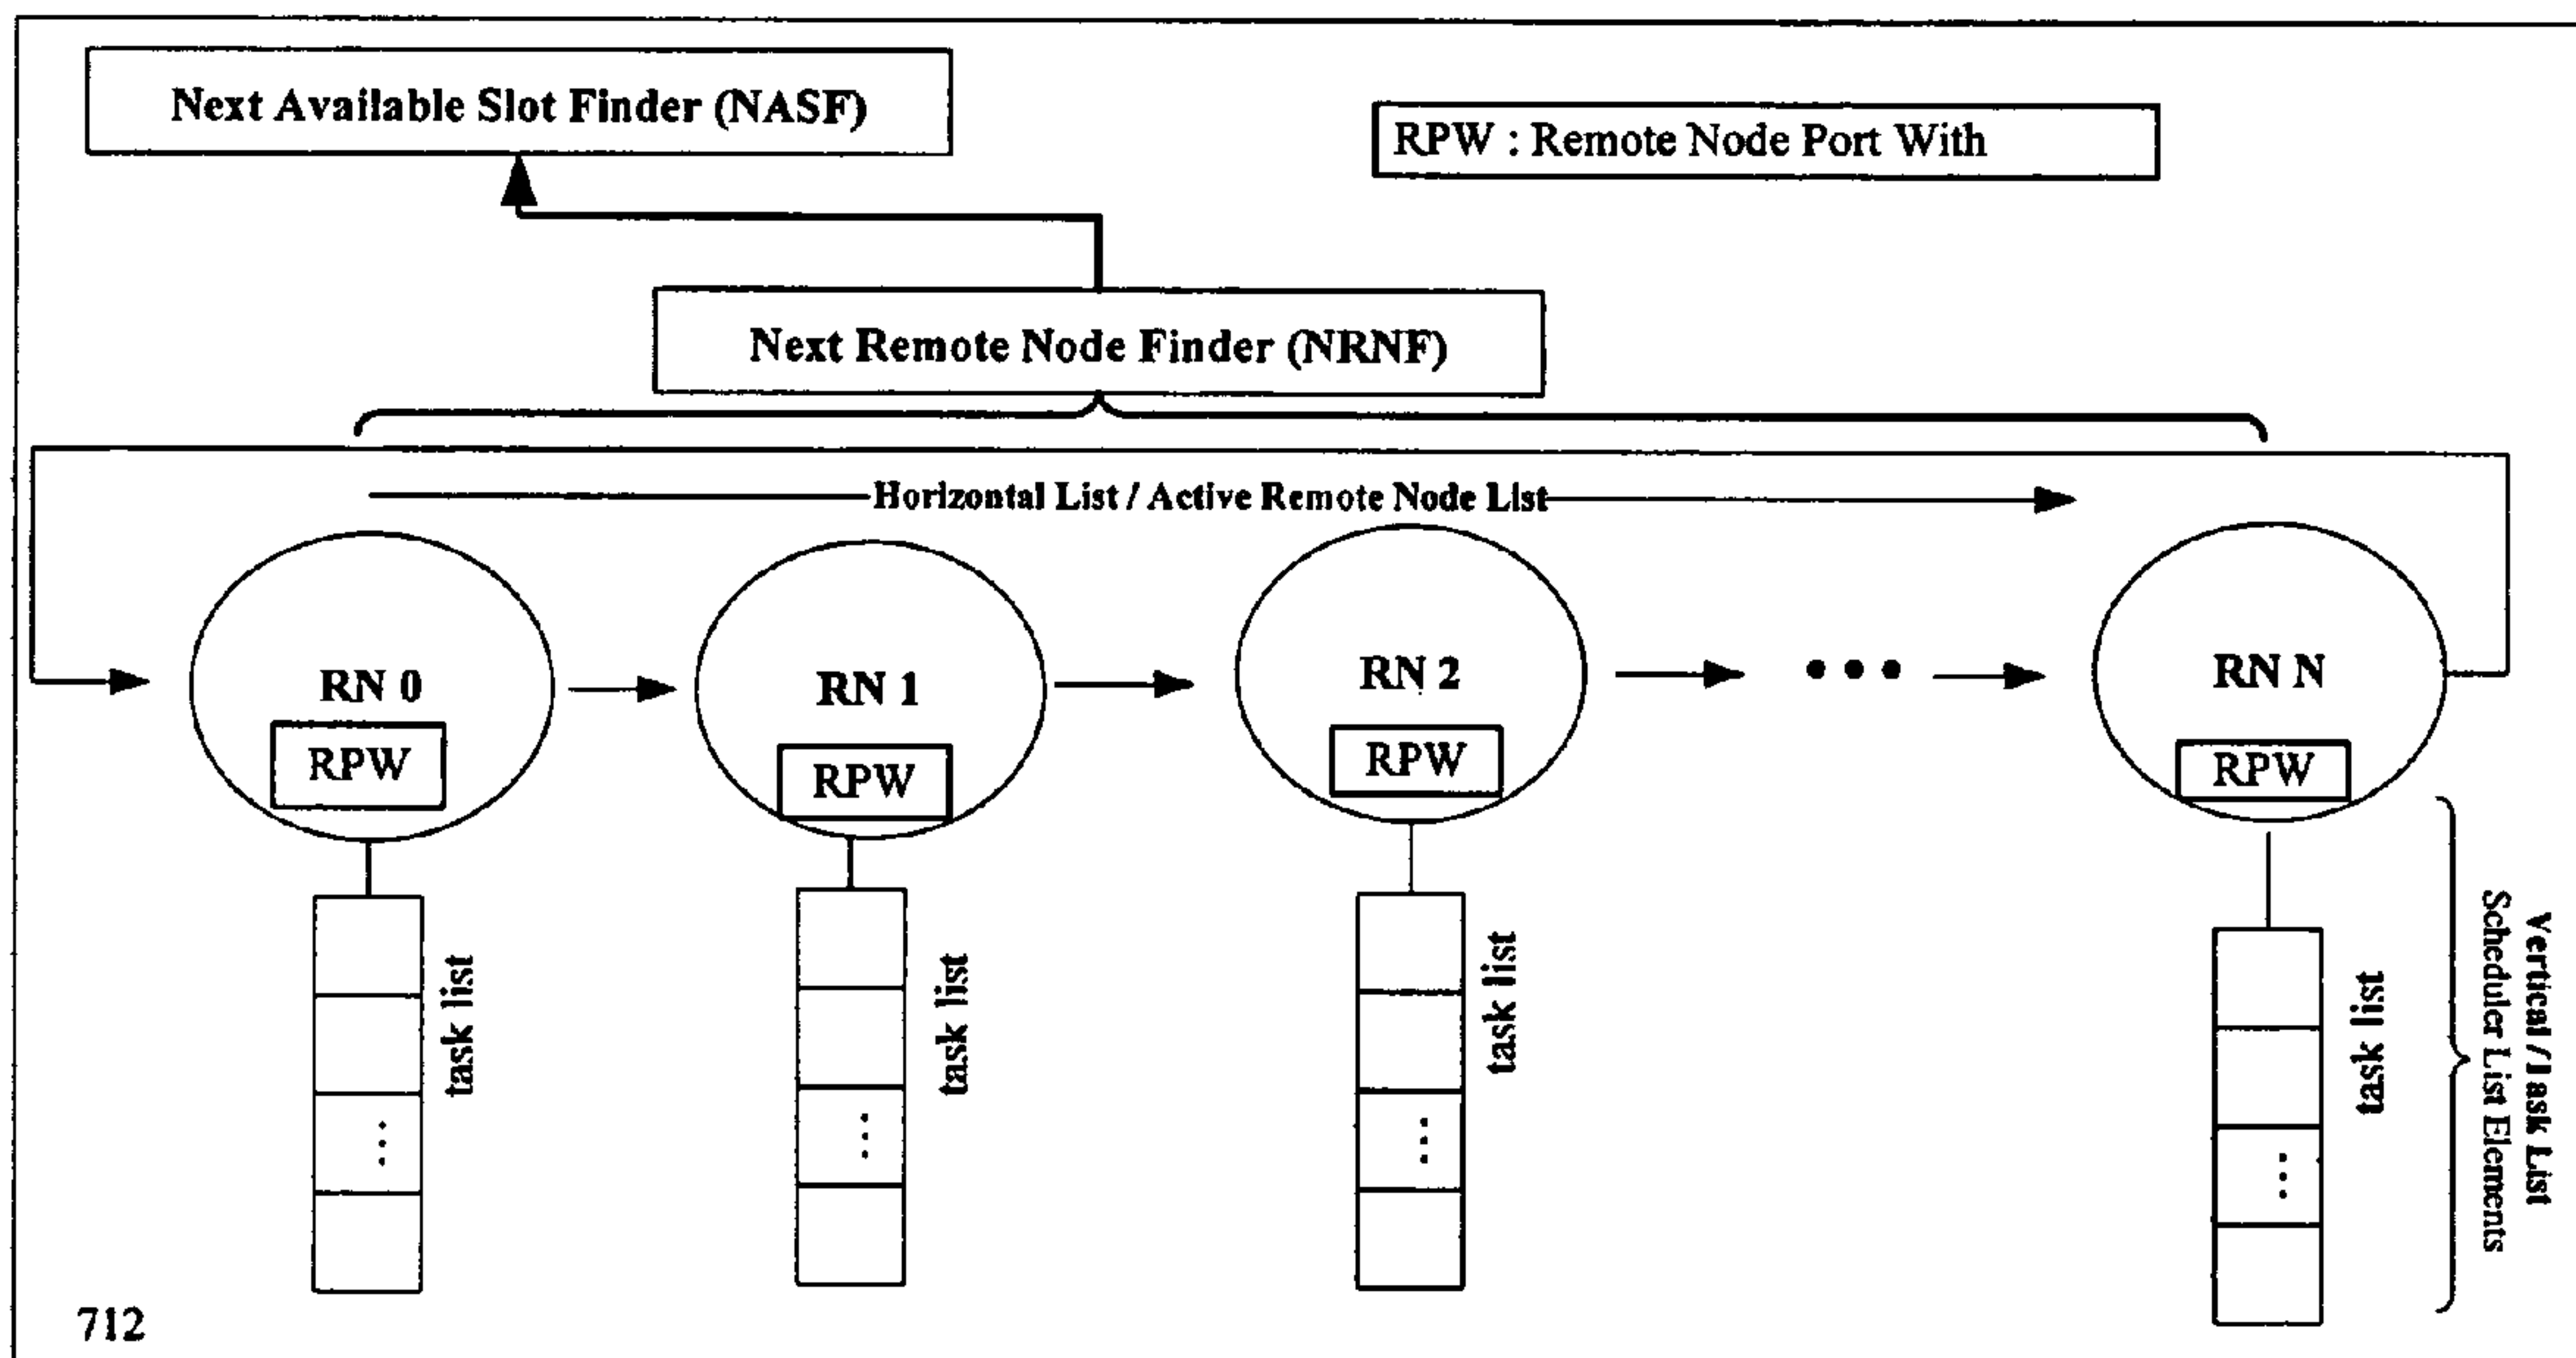 Next Available Slot Finder (NASF)
RPW : Remote Node Port With
Next Remote Node Finder (NRNF)
Horizontal List / Active Remote Node List
RN 0
RPW
RN 1
RPW
RN 2
RPW
RN N
RPW
task list
task list
task list
task list
Vertical / Task List
Scheduler List Elements
712